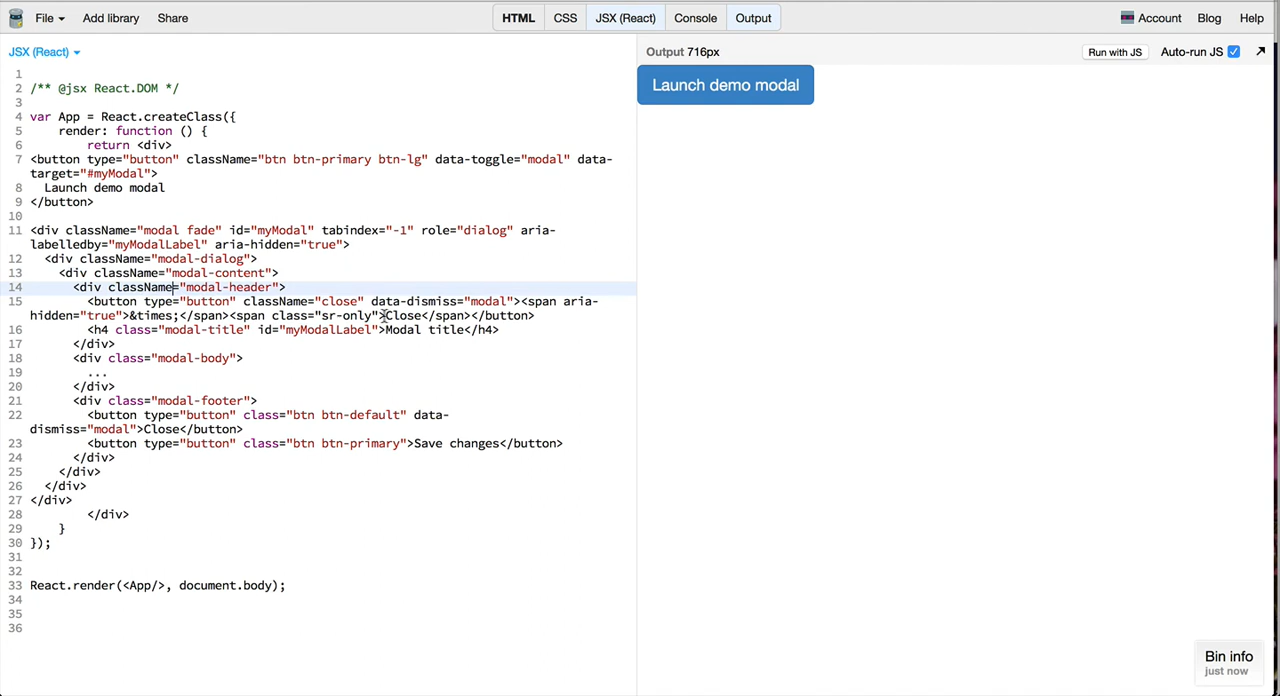 File Add library Share HTML CSS JSX (React) Console Output Account Blog Help
JSX (React)
Output 716px Run with JS Auto-run JS
Launch demo modal
1
2 /** @jsx React.DOM */
3
4 var App = React.createClass({
5 render: function () {
6 return <div>
7 <button type="button" className="btn btn-primary btn-lg" data-toggle="modal" data-
target="#myModal">
8 Launch demo modal
9 </button>
10
11 <div className="modal fade" id="myModal" tabindex="-1" role="dialog" aria-
labelledby="myModalLabel" aria-hidden="true">
12 <div className="modal-dialog">
13 <div className="modal-content">
14 <div className="modal-header">
15 <button type="button" className="close" data-dismiss="modal"><span aria-
hidden="true">&times;</span><span class="sr-only">Close</span></button>
16 <h4 class="modal-title" id="myModalLabel">Modal title</h4>
17 </div>
18 <div class="modal-body">
19 ...
20 </div>
21 <div class="modal-footer">
22 <button type="button" class="btn btn-default" data-
dismiss="modal">Close</button>
23 <button type="button" class="btn btn-primary">Save changes</button>
24 </div>
25 </div>
26 </div>
27 </div>
28 </div>
29 }
30 });
31
32
33 React.render(<App/>, document.body);
34
35
36
Bin info
just now